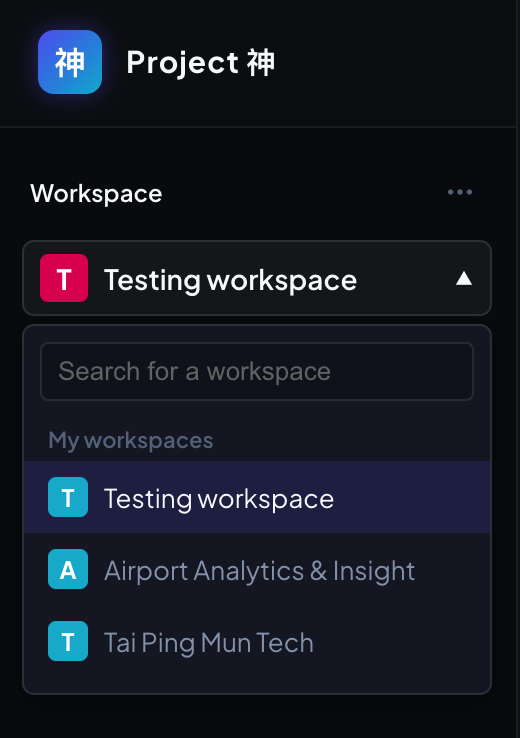 神 Project 神
Workspace
T Testing workspace
Search for a workspace
My workspaces
T Testing workspace
A Airport Analytics & Insight
T Tai Ping Mun Tech